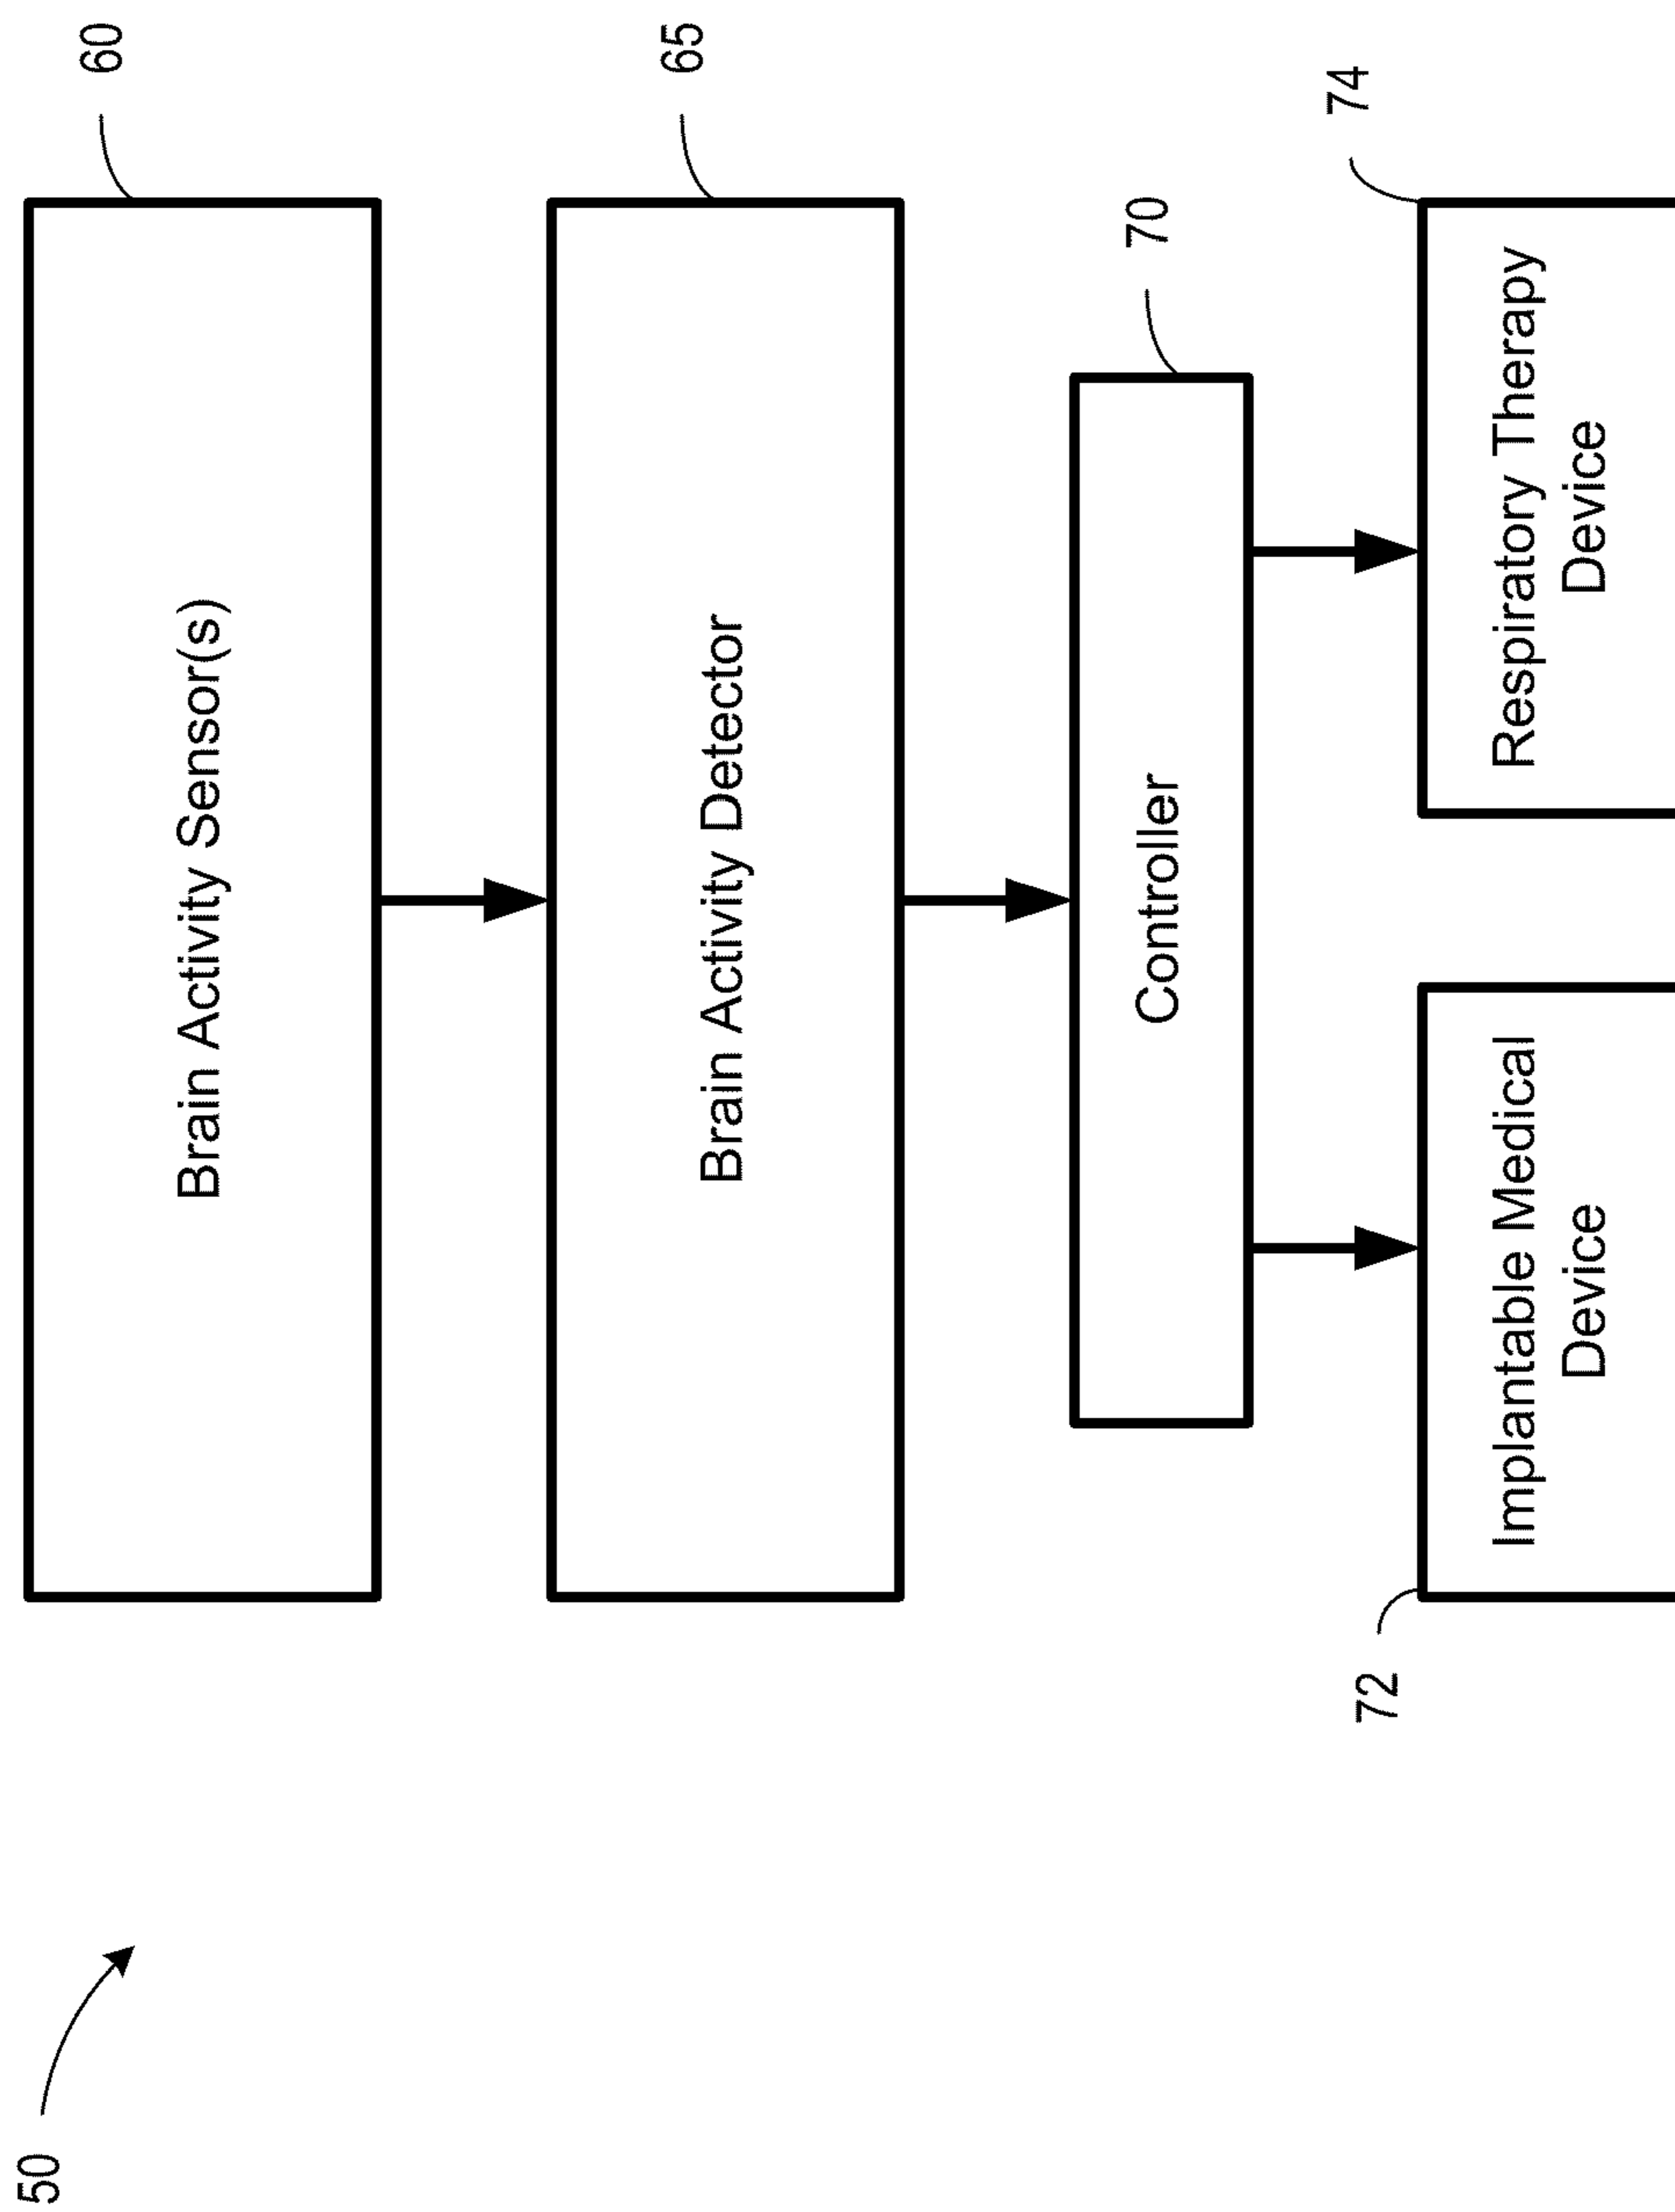 50
60
Brain Activity Sensor(s)
65
Brain Activity Detector
70
Controller
72
Implantable Medical
Device
74
Respiratory Therapy
Device